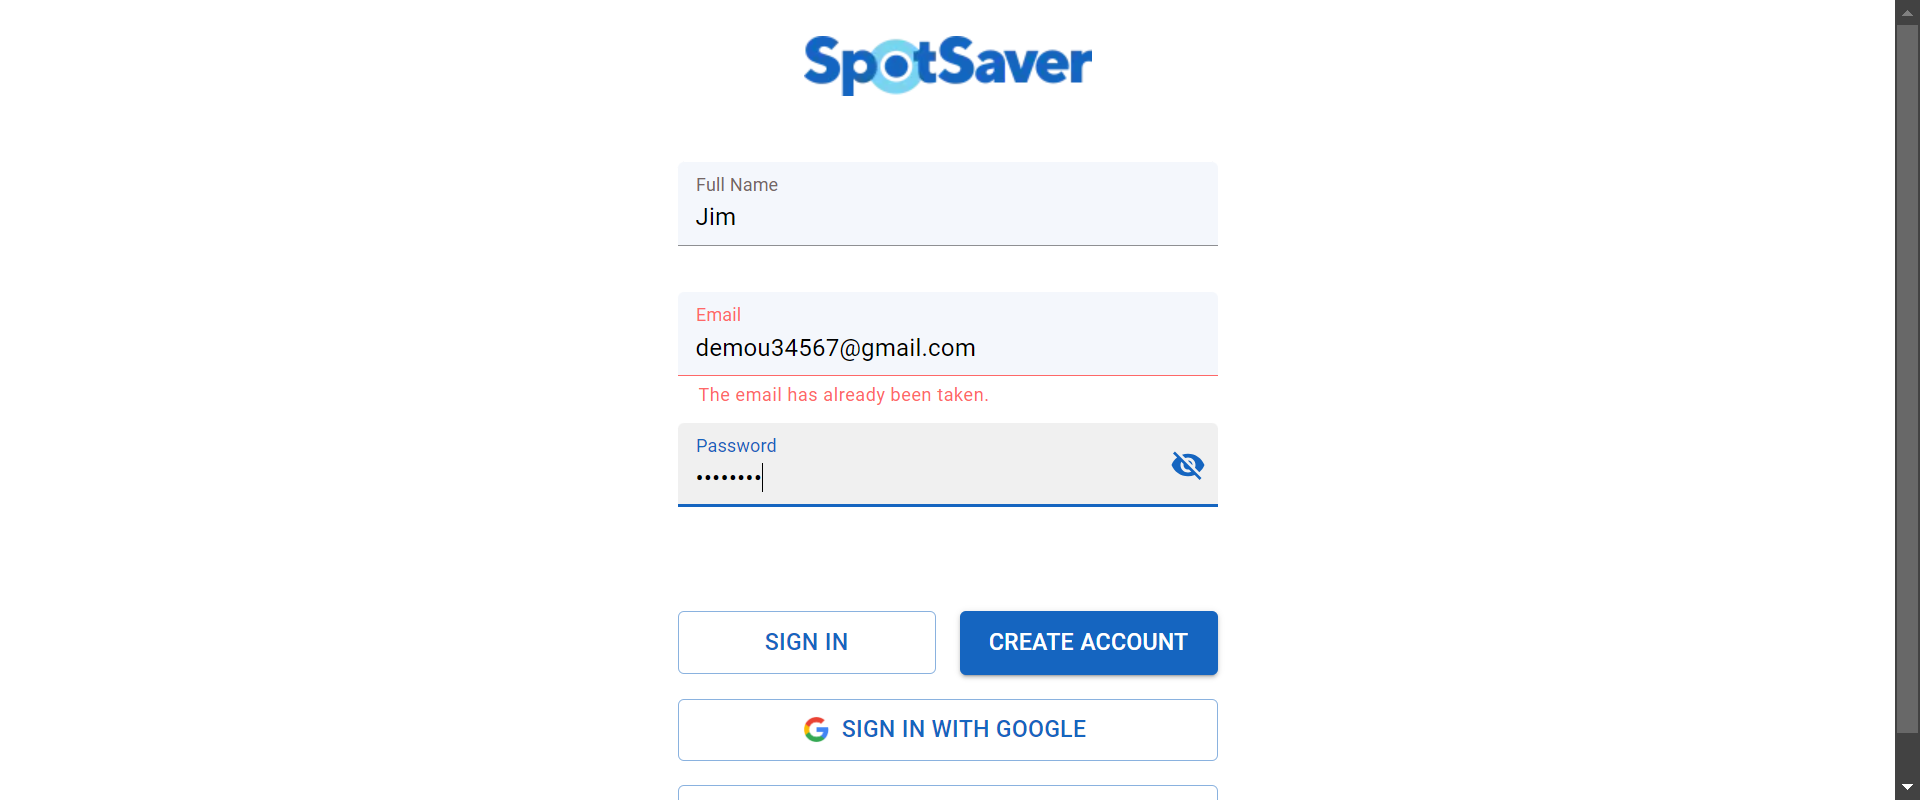 SpotSaver
Full Name
Jim
Email
demou34567@gmail.com
The email has already been taken.
Password
••••••••
SIGN IN
CREATE ACCOUNT
SIGN IN WITH GOOGLE